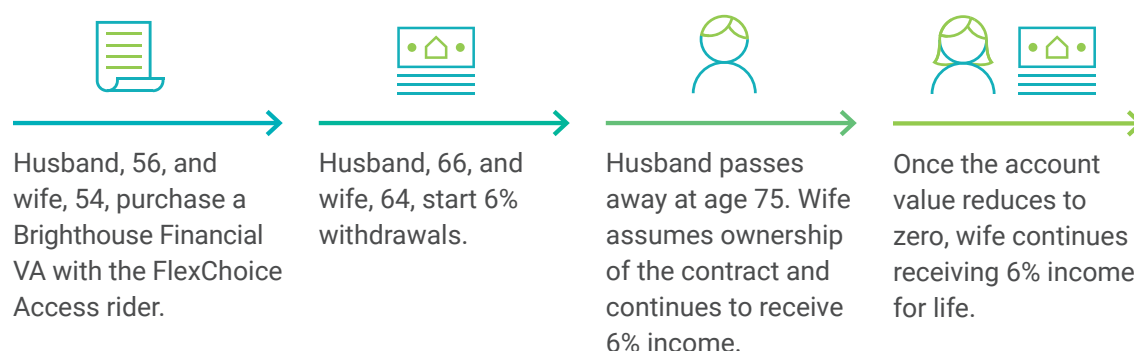 Husband, 56, and
wife, 54, purchase a
Brighthouse Financial
VA with the FlexChoice
Access rider.
Husband, 66, and
wife, 64, start 6%
withdrawals.
Husband passes
away at age 75. Wife
assumes ownership
of the contract and
continues to receive
6% income.
Once the account
value reduces to
zero, wife continues
receiving 6% income
for life.